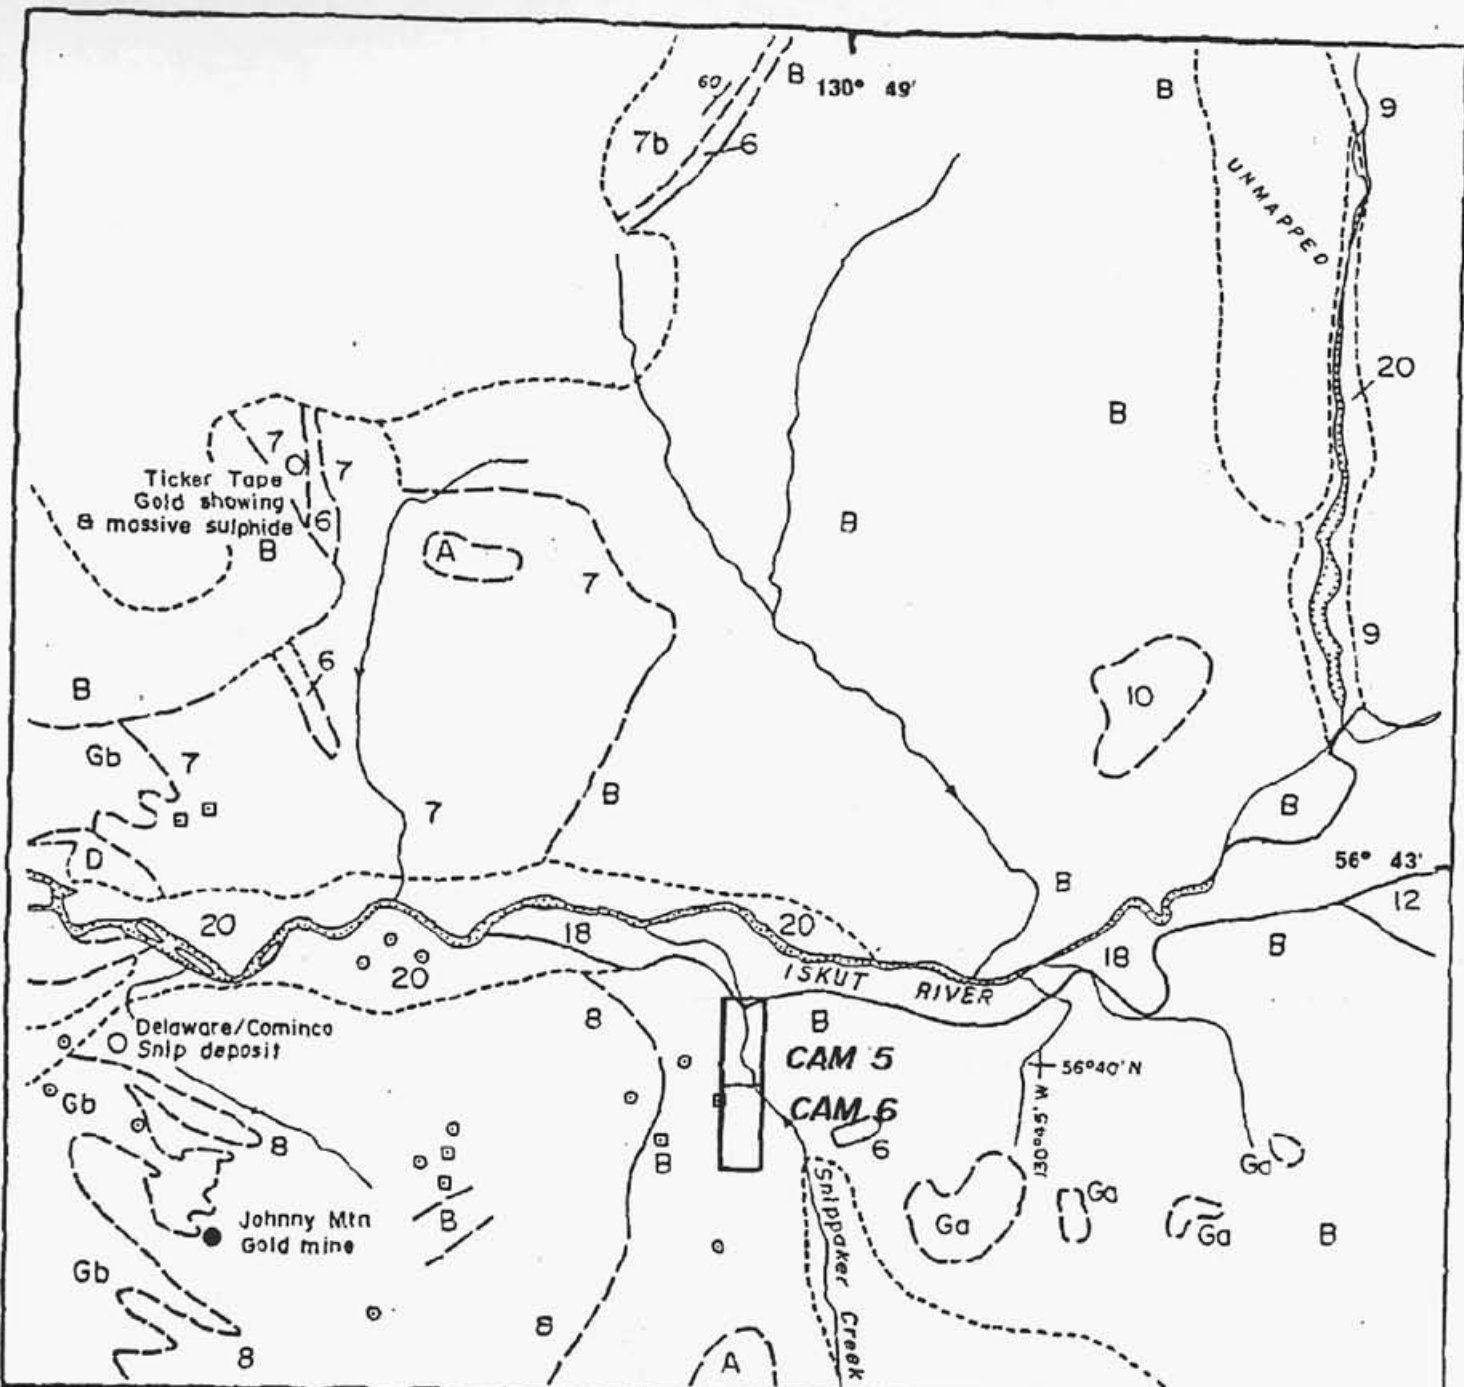 60
B
130° 49'
B
9
7b
6
UNMAPPED
20
B
7
7
Ticker Tape
Gold showing
& massive sulphide
6
B
B
A
7
6
9
B
10
Gb
7
B
7
B
D
56° 43'
B
12
20
18
20
18
B
20
ISKUT RIVER
8
B
Delaware/Cominco
Snip deposit
CAM 5
56°40' N
CAM 6
Gb
8
6
130°45' W
B
Ga
Ga
Snippaker Creek
Johnny Mtn
Gold mine
B
Ga
Ga
B
Gb
8
8
A